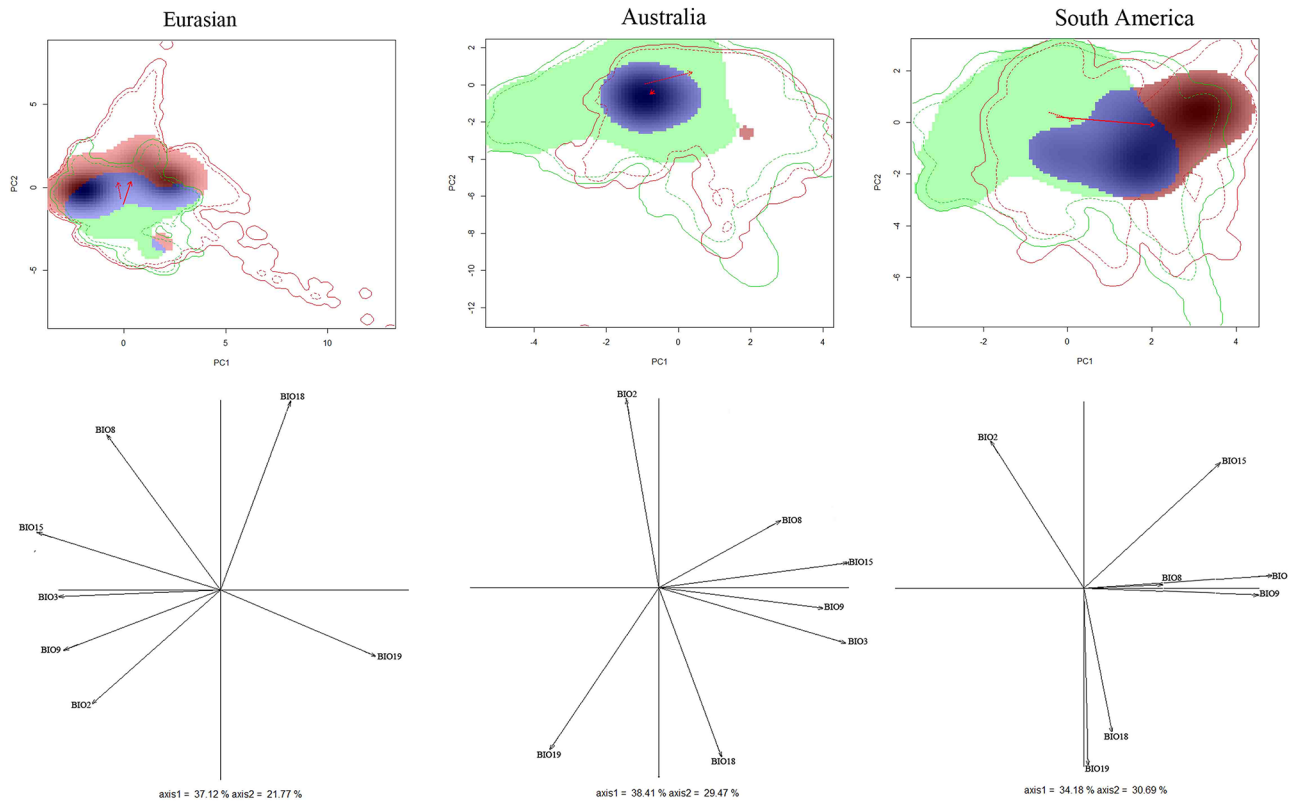 Eurasian
Australia
South America
5
0
-5
PC2
0
5
10
PC1
2
0
-2
-4
-6
-8
-10
-12
PC2
-4
-2
0
2
4
PC1
2
0
-2
-4
-6
PC2
-2
0
2
4
PC1
BIO18
BIO8
BIO15
BIO3
BIO9
BIO19
BIO2
axis1 = 37.12 % axis2 = 21.77 %
BIO2
BIO8
BIO15
BIO9
BIO3
BIO19
BIO18
axis1 = 38.41 % axis2 = 29.47 %
BIO2
BIO15
BIO8
BIO
BIO9
BIO18
BIO19
axis1 = 34.18 % axis2 = 30.69 %